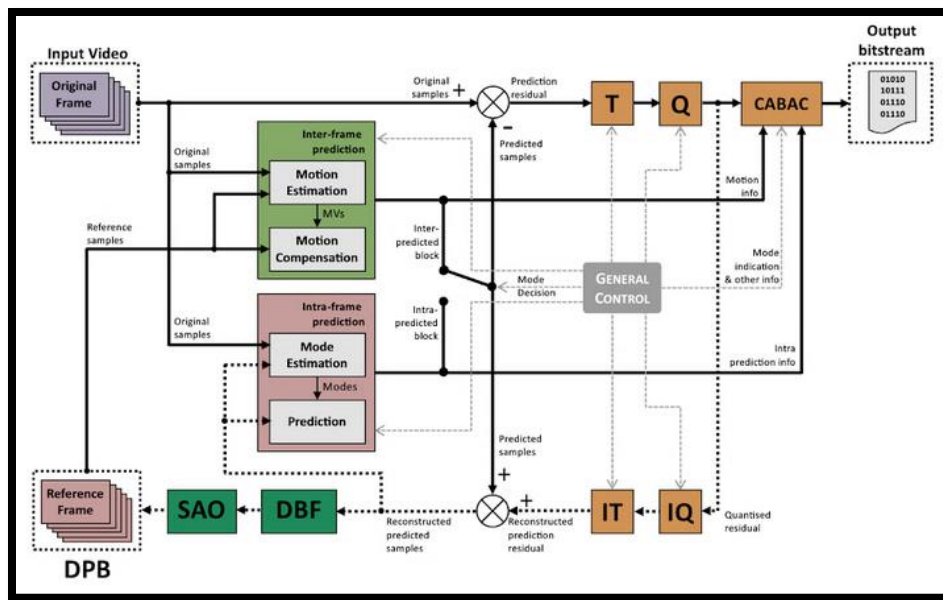 Input Video
Original
Frame
Original
samples
+
Prediction
residual
T
Q
CABAC
Output
bitstream
01010
10111
01110
01110
−
Predicted
samples
Original
samples
Inter-frame
prediction
Motion
Estimation
MVs
Motion
Compensation
Motion
info
Reference
samples
Inter-
predicted
block
Mode
Decision
GENERAL
CONTROL
Mode
indication
& other info
Original
samples
Intra-frame
prediction
Mode
Estimation
Modes
Prediction
Intra-
predicted
block
Intra
prediction info
Predicted
samples
+
Reference
Frame
DPB
SAO
DBF
Reconstructed
predicted
samples
+
Reconstructed
prediction
residual
IT
IQ
Quantised
residual